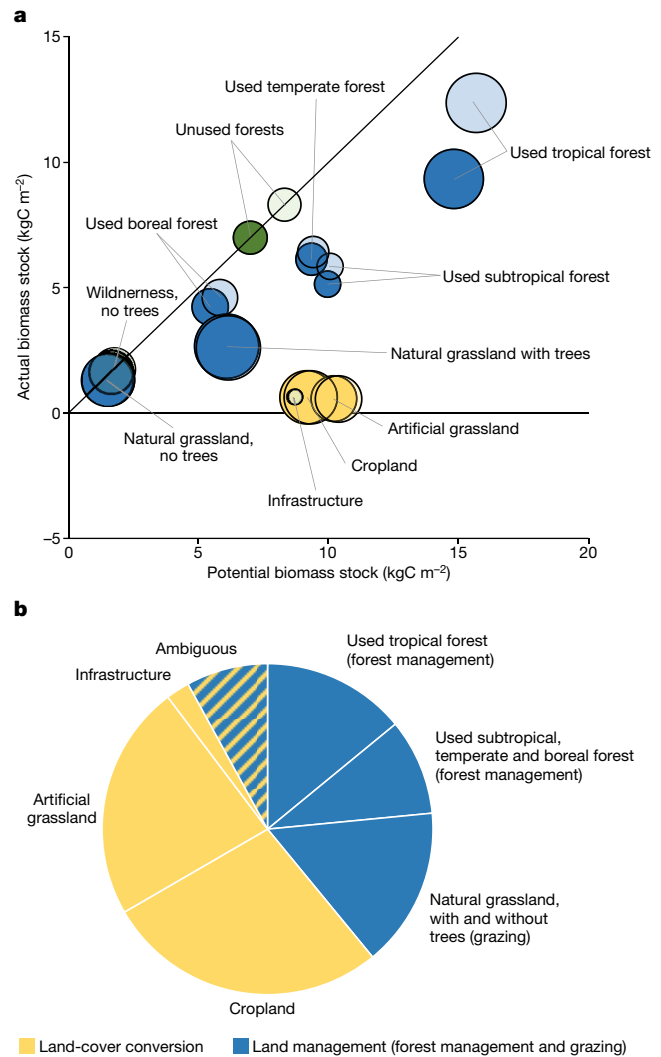 a
15
10
5
0
–5
0
5
10
15
20
Actual biomass stock (kgC m–2)
Potential biomass stock (kgC m–2)
Used temperate forest
Unused forests
Used tropical forest
Used boreal forest
Used subtropical forest
Wildnerness,
no trees
Natural grassland with trees
Artificial grassland
Natural grassland,
no trees
Cropland
Infrastructure
b
Ambiguous
Used tropical forest
(forest management)
Infrastructure
Used subtropical,
temperate and boreal forest
(forest management)
Artificial
grassland
Natural grassland,
with and without
trees (grazing)
Cropland
Land-cover conversion
Land management (forest management and grazing)